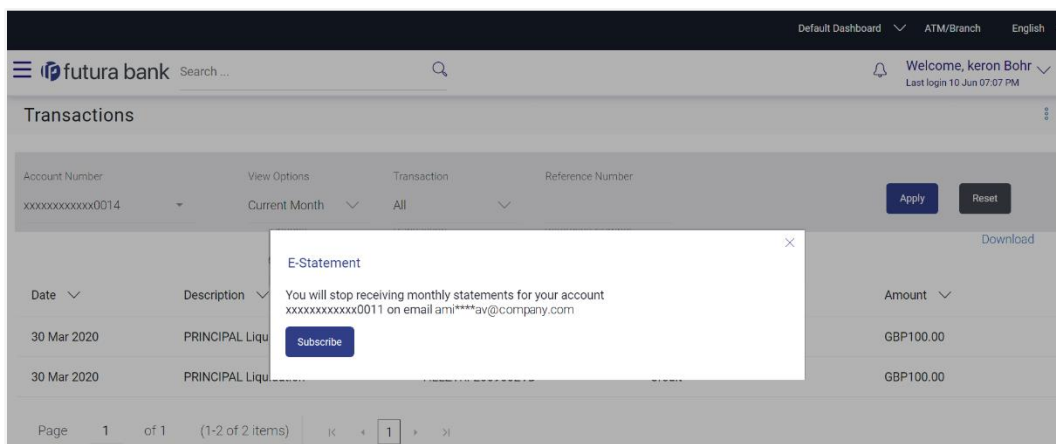 Default Dashboard ATM/Branch English
futura bank Search ... Welcome, keron Bohr
Last login 10 Jun 07:07 PM
Transactions
Account Number View Options Transaction Reference Number
xxxxxxxxxxxx0014 Current Month All Apply Reset
Download
E-Statement
Date Description Amount
You will stop receiving monthly statements for your account
xxxxxxxxxxxx0011 on email ami****av@company.com
30 Mar 2020 PRINCIPAL Liqu GBP100.00
Subscribe
30 Mar 2020 PRINCIPAL GBP100.00
Page 1 of 1 (1-2 of 2 items) 1